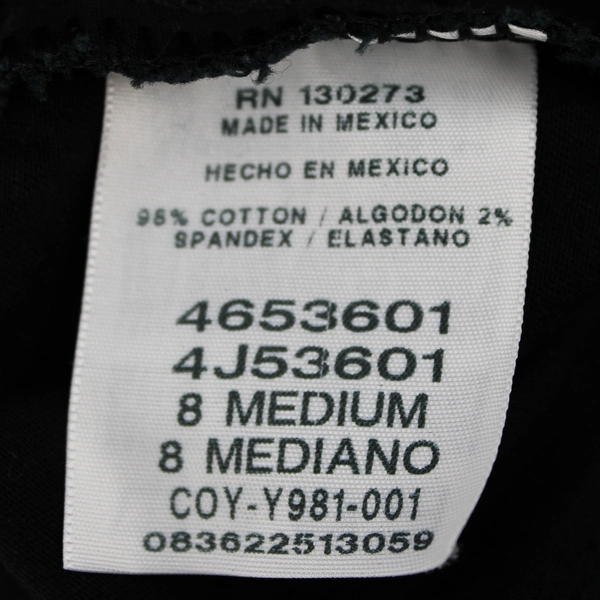 RN 130273
MADE IN MEXICO
HECHO EN MEXICO
98% COTTON / ALGODON 2%
SPANDEX / ELASTANO
4653601
4J53601
8 MEDIUM
8 MEDIANO
COY-Y981-001
083622513059